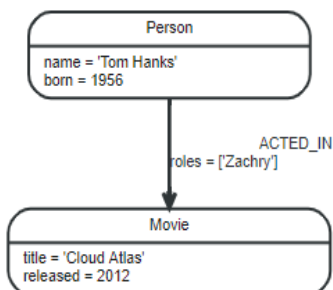 Person
name = 'Tom Hanks'
born = 1956
ACTED_IN
roles = ['Zachry']
Movie
title = 'Cloud Atlas'
released = 2012